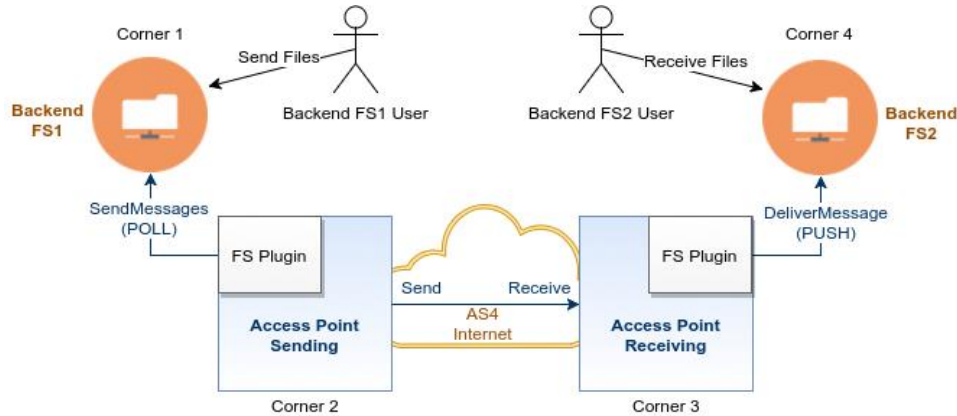 Corner 1
Corner 4
Send Files
Receive Files
Backend
FS1
Backend FS1 User
Backend FS2 User
Backend
FS2
SendMessages
(POLL)
DeliverMessage
(PUSH)
FS Plugin
FS Plugin
Send
Receive
AS4
Internet
Access Point
Sending
Access Point
Receiving
Corner 2
Corner 3